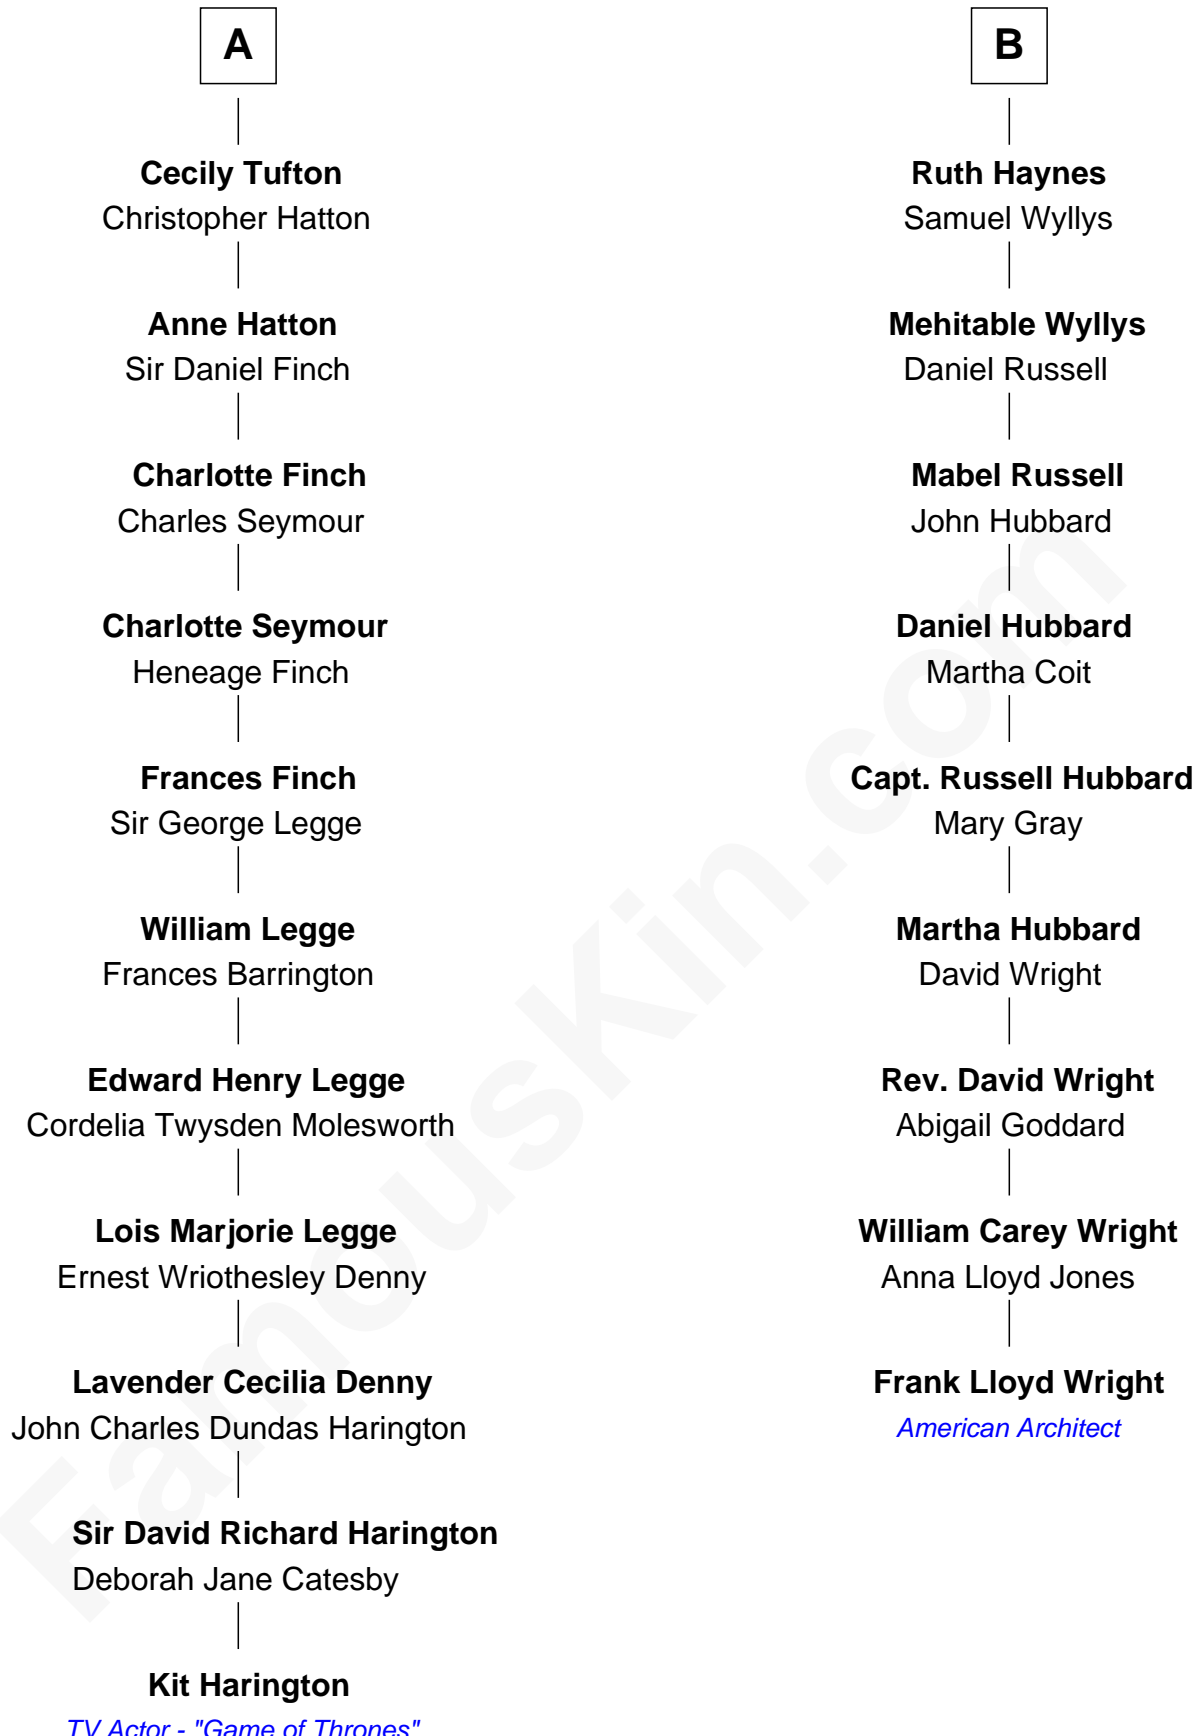 A
Cecily Tufton
Christopher Hatton
Anne Hatton
Sir Daniel Finch
Charlotte Finch
Charles Seymour
Charlotte Seymour
Heneage Finch
Frances Finch
Sir George Legge
William Legge
Frances Barrington
Edward Henry Legge
Cordelia Twysden Molesworth
Lois Marjorie Legge
Ernest Wriothesley Denny
Lavender Cecilia Denny
John Charles Dundas Harington
Sir David Richard Harington
Deborah Jane Catesby
Kit Harington
TV Actor - "Game of Thrones"
B
Ruth Haynes
Samuel Wyllys
Mehitable Wyllys
Daniel Russell
Mabel Russell
John Hubbard
Daniel Hubbard
Martha Coit
Capt. Russell Hubbard
Mary Gray
Martha Hubbard
David Wright
Rev. David Wright
Abigail Goddard
William Carey Wright
Anna Lloyd Jones
Frank Lloyd Wright
American Architect
FamousKin.com